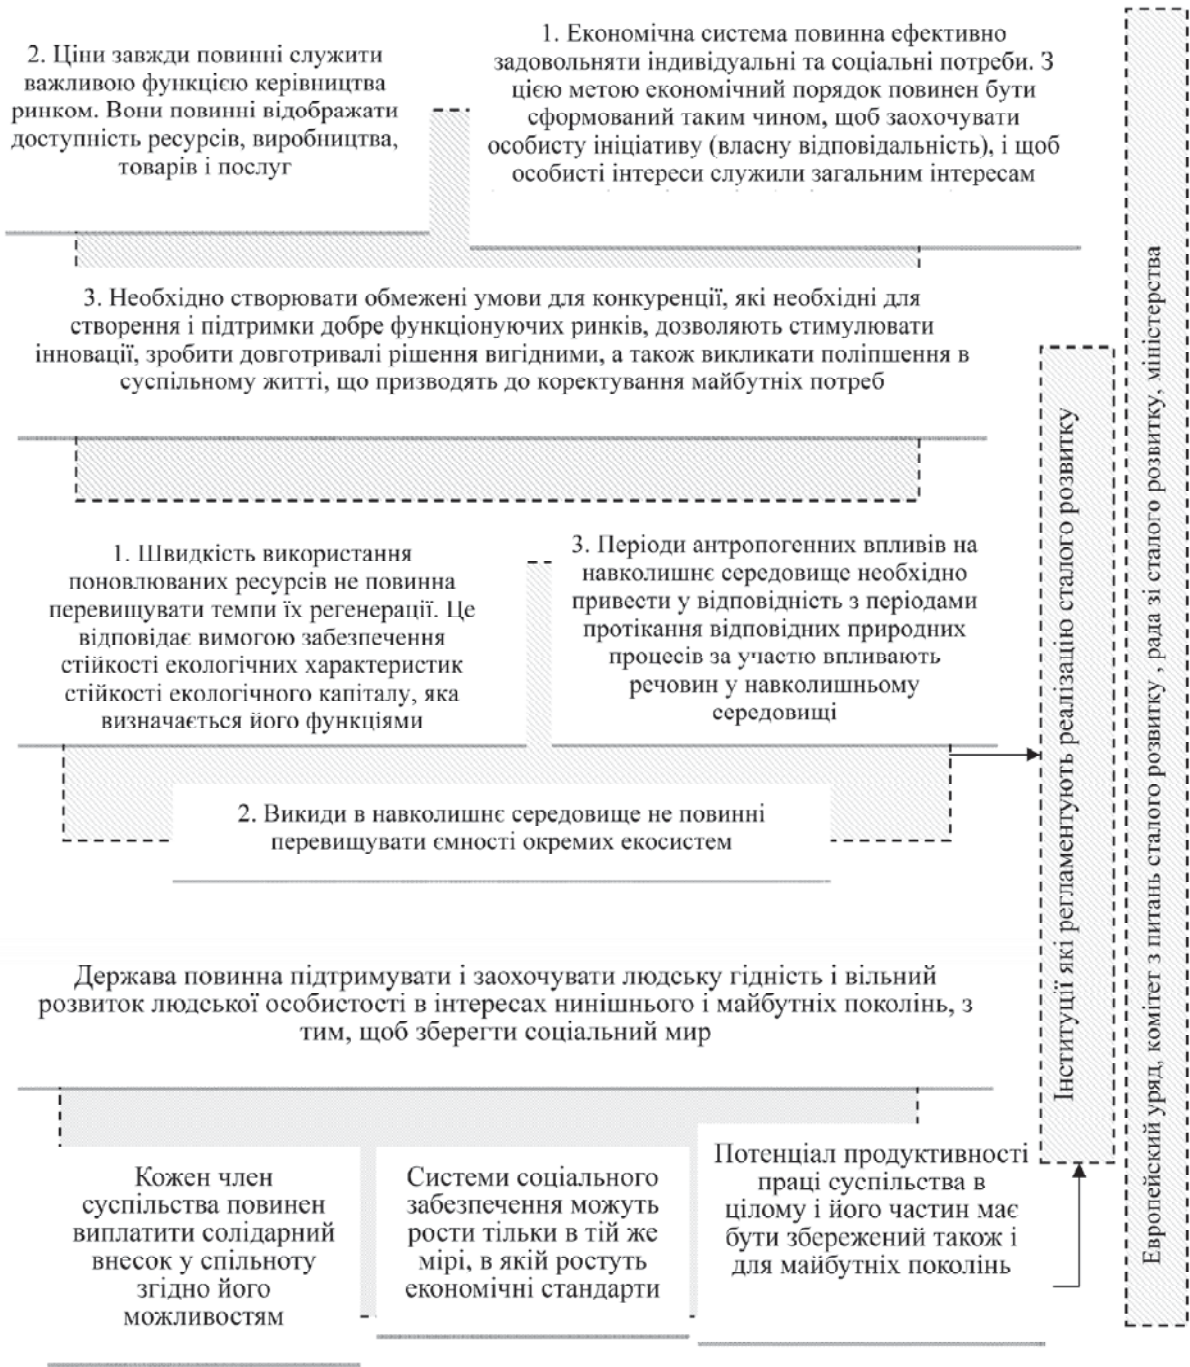 2. Ціни завжди повинні служити
важливою функцією керівництва
ринком. Вони повинні відображати
доступність ресурсів, виробництва,
товарів і послуг
1. Економічна система повинна ефективно
задовольняти індивідуальні та соціальні потреби. З
цією метою економічний порядок повинен бути
сформований таким чином, щоб заохочувати
особисту ініціативу (власну відповідальність), і щоб
особисті інтереси служили загальним інтересам
3. Необхідно створювати обмежені умови для конкуренції, які необхідні для
створення і підтримки добре функціонуючих ринків, дозволяють стимулювати
інновації, зробити довготривалі рішення вигідними, а також викликати поліпшення в
суспільному житті, що призводять до коректування майбутніх потреб
1. Швидкість використання
поновлюваних ресурсів не повинна
перевищувати темпи їх регенерації. Це
відповідає вимогою забезпечення
стійкості екологічних характеристик
стійкості екологічного капіталу, яка
визначається його функціями
3. Періоди антропогенних впливів на
навколишнє середовище необхідно
привести у відповідність з періодами
протікання відповідних природних
процесів за участю впливають
речовин у навколишньому
середовищі
2. Викиди в навколишнє середовище не повинні
перевищувати ємності окремих екосистем
Держава повинна підтримувати і заохочувати людську гідність і вільний
розвиток людської особистості в інтересах нинішнього і майбутніх поколінь, з
тим, щоб зберегти соціальний мир
Кожен член
суспільства повинен
виплатити солідарний
внесок у спільноту
згідно його
можливостям
Системи соціального
забезпечення можуть
рости тільки в тій же
мірі, в якій ростуть
економічні стандарти
Потенціал продуктивності
праці суспільства в
цілому і його частин має
бути збережений також і
для майбутніх поколінь
Інституції які регламентують реалізацію сталого розвитку
Европейский уряд, комітет з питань сталого розвитку , рада зі сталого розвитку, міністерства